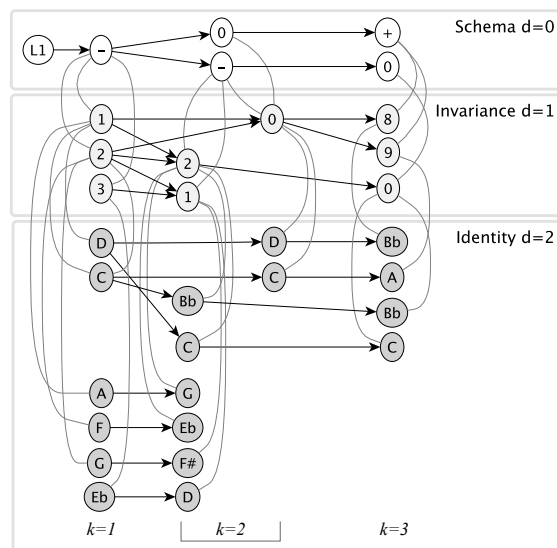 Schema d=0
0 +
L1 -
- 0
Invariance d=1
1 0 8
2 2 9
3 1 0
Identity d=2
D D Bb
C C A
Bb Bb
C C
A G
F Eb
G F#
Eb D
k=1 k=2 k=3